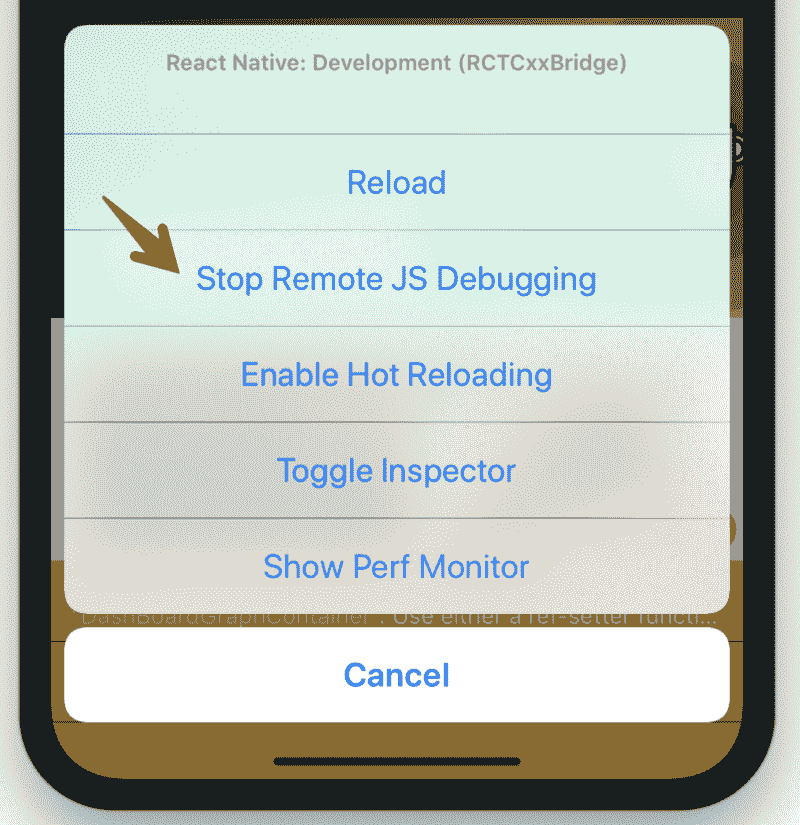 React Native: Development (RCTCxxBridge)
Reload
Stop Remote JS Debugging
Enable Hot Reloading
Toggle Inspector
Show Perf Monitor
DashBoardGraphContainer`. Use either a ref-setter functi...
Cancel